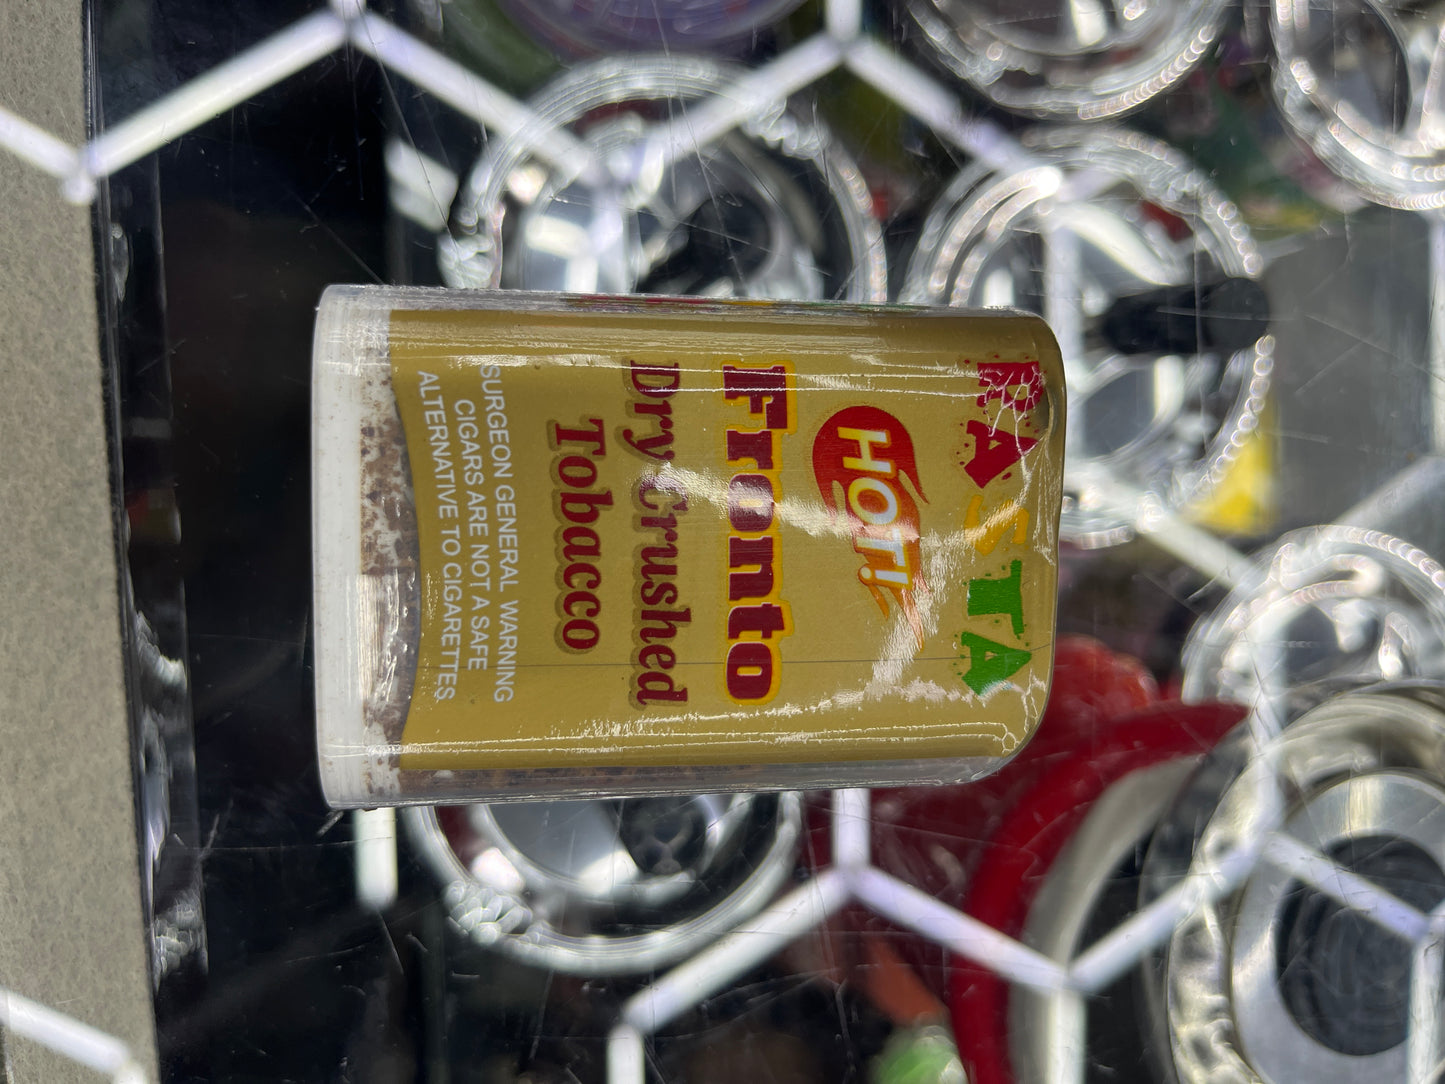 RASTA
HOT!
Fronto
Dry Crushed
Tobacco
SURGEON GENERAL WARNING
CIGARS ARE NOT A SAFE
ALTERNATIVE TO CIGARETTES